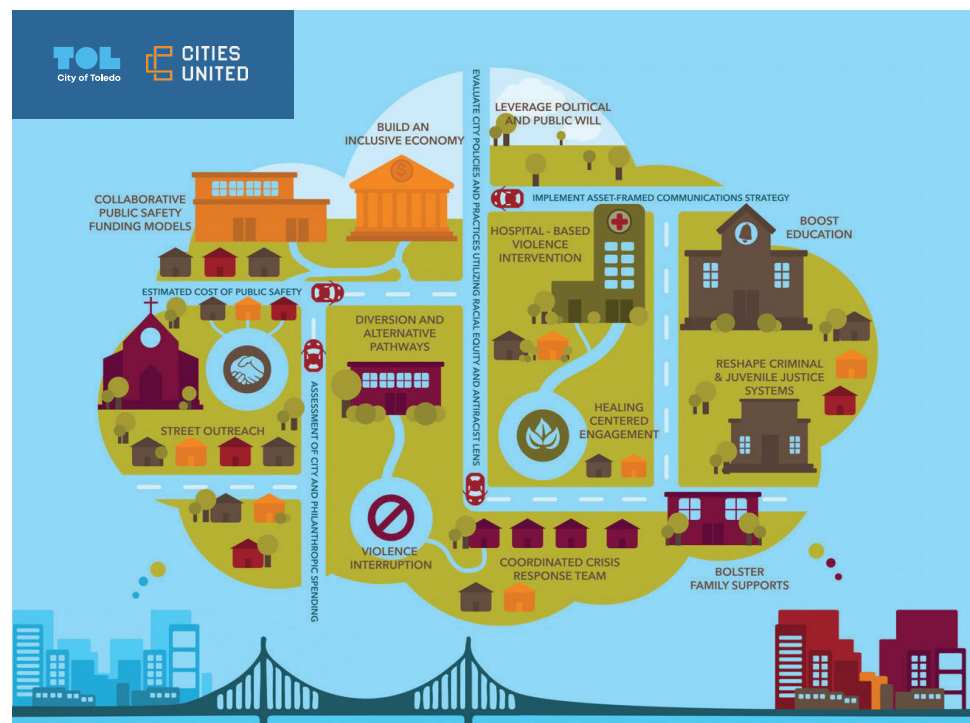 TOL
City of Toledo
CITIES
UNITED
LEVERAGE POLITICAL
AND PUBLIC WILL
BUILD AN
INCLUSIVE ECONOMY
EVALUATE CITY POLICIES AND PRACTICES UTILIZING RACIAL EQUITY AND ANTIRACIST LENS
IMPLEMENT ASSET-FRAMED COMMUNICATIONS STRATEGY
COLLABORATIVE
PUBLIC SAFETY
FUNDING MODELS
HOSPITAL - BASED
VIOLENCE
INTERVENTION
BOOST
EDUCATION
ESTIMATED COST OF PUBLIC SAFETY
$
DIVERSION AND
ALTERNATIVE
PATHWAYS
RESHAPE CRIMINAL
& JUVENILE JUSTICE
SYSTEMS
ASSESSMENT OF CITY AND PHILANTHROPIC SPENDING
HEALING
CENTERED
ENGAGEMENT
STREET OUTREACH
VIOLENCE
INTERRUPTION
COORDINATED CRISIS
RESPONSE TEAM
BOLSTER
FAMILY SUPPORTS